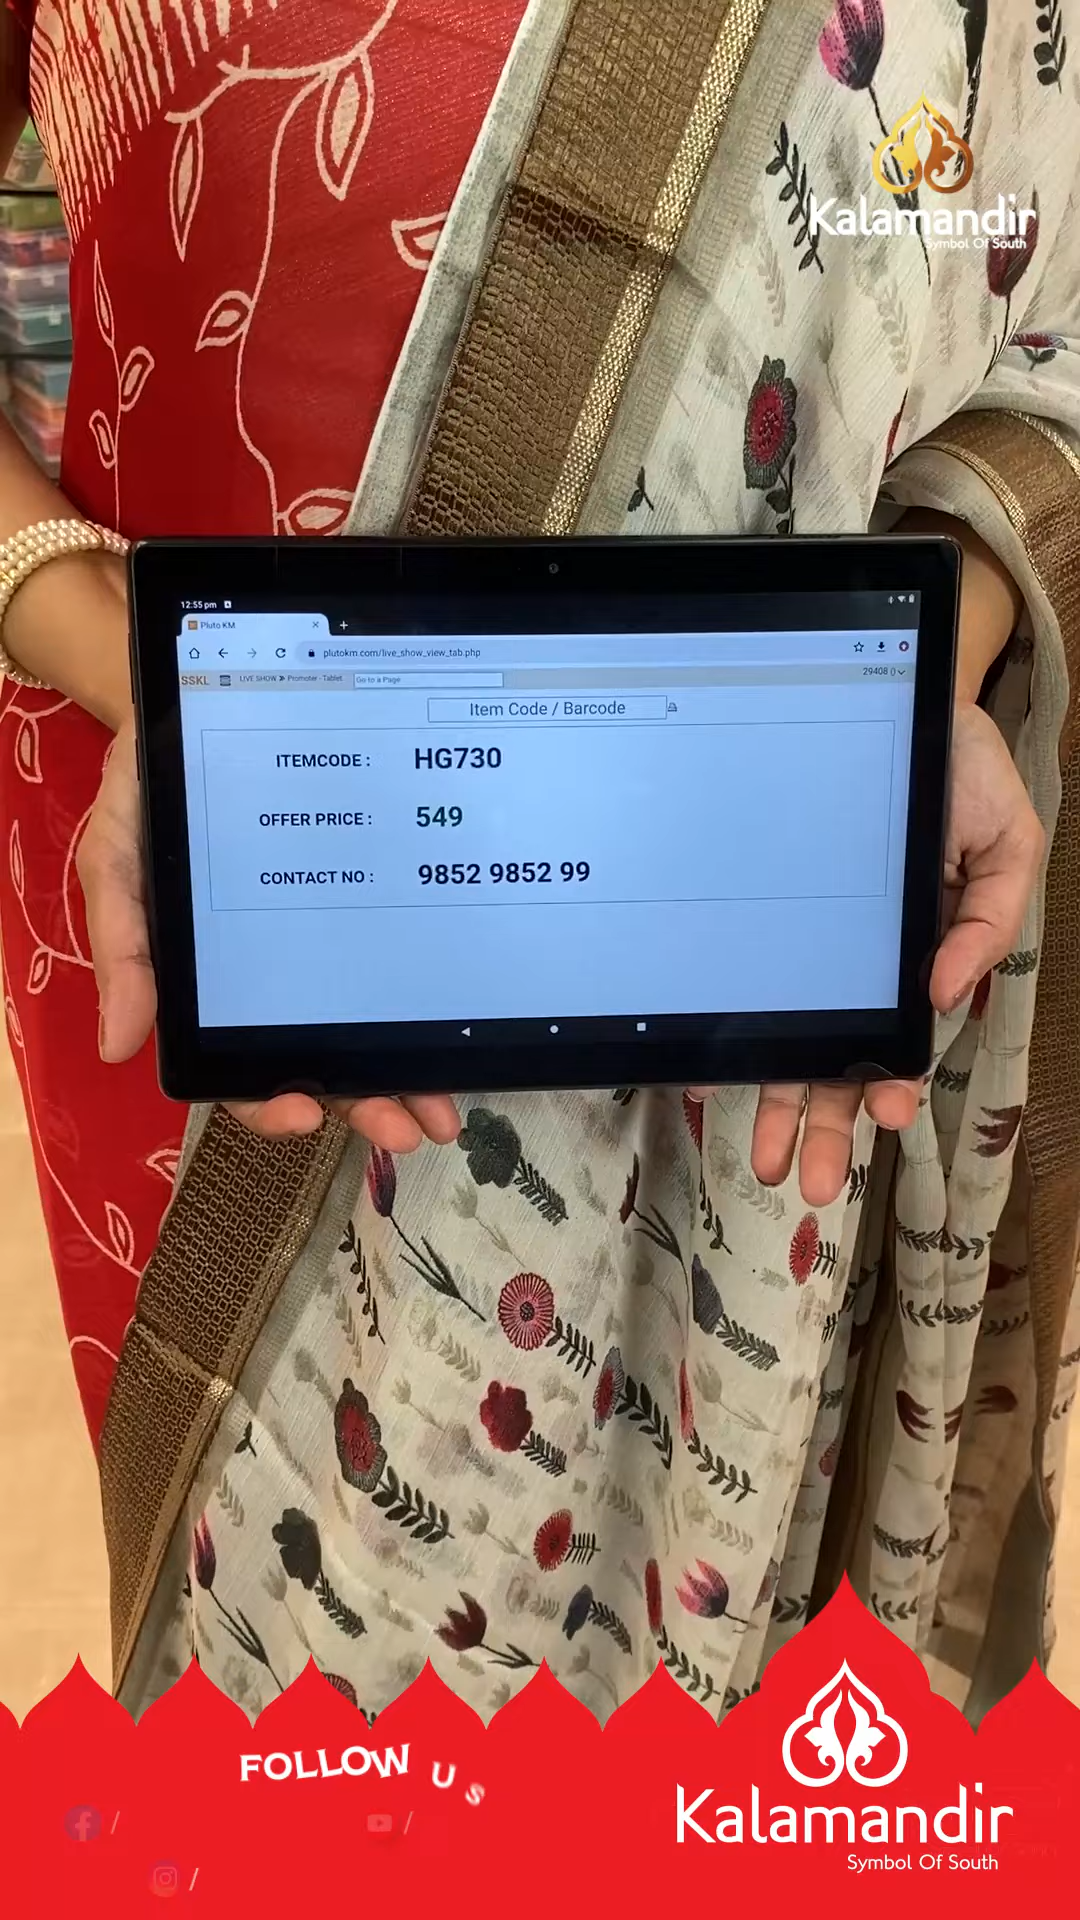 Kalamandir
Symbol Of South
12:55 pm
Pluto KM
plutokm.com/live_show_view_tab.php
SSKL
LIVE SHOW
Promoter - Tablet
Go to a Page
29408 ()
Item Code / Barcode
ITEMCODE : HG730
OFFER PRICE : 549
CONTACT NO : 9852 9852 99
FOLLOW US
/
/
/
Kalamandir
Symbol Of South